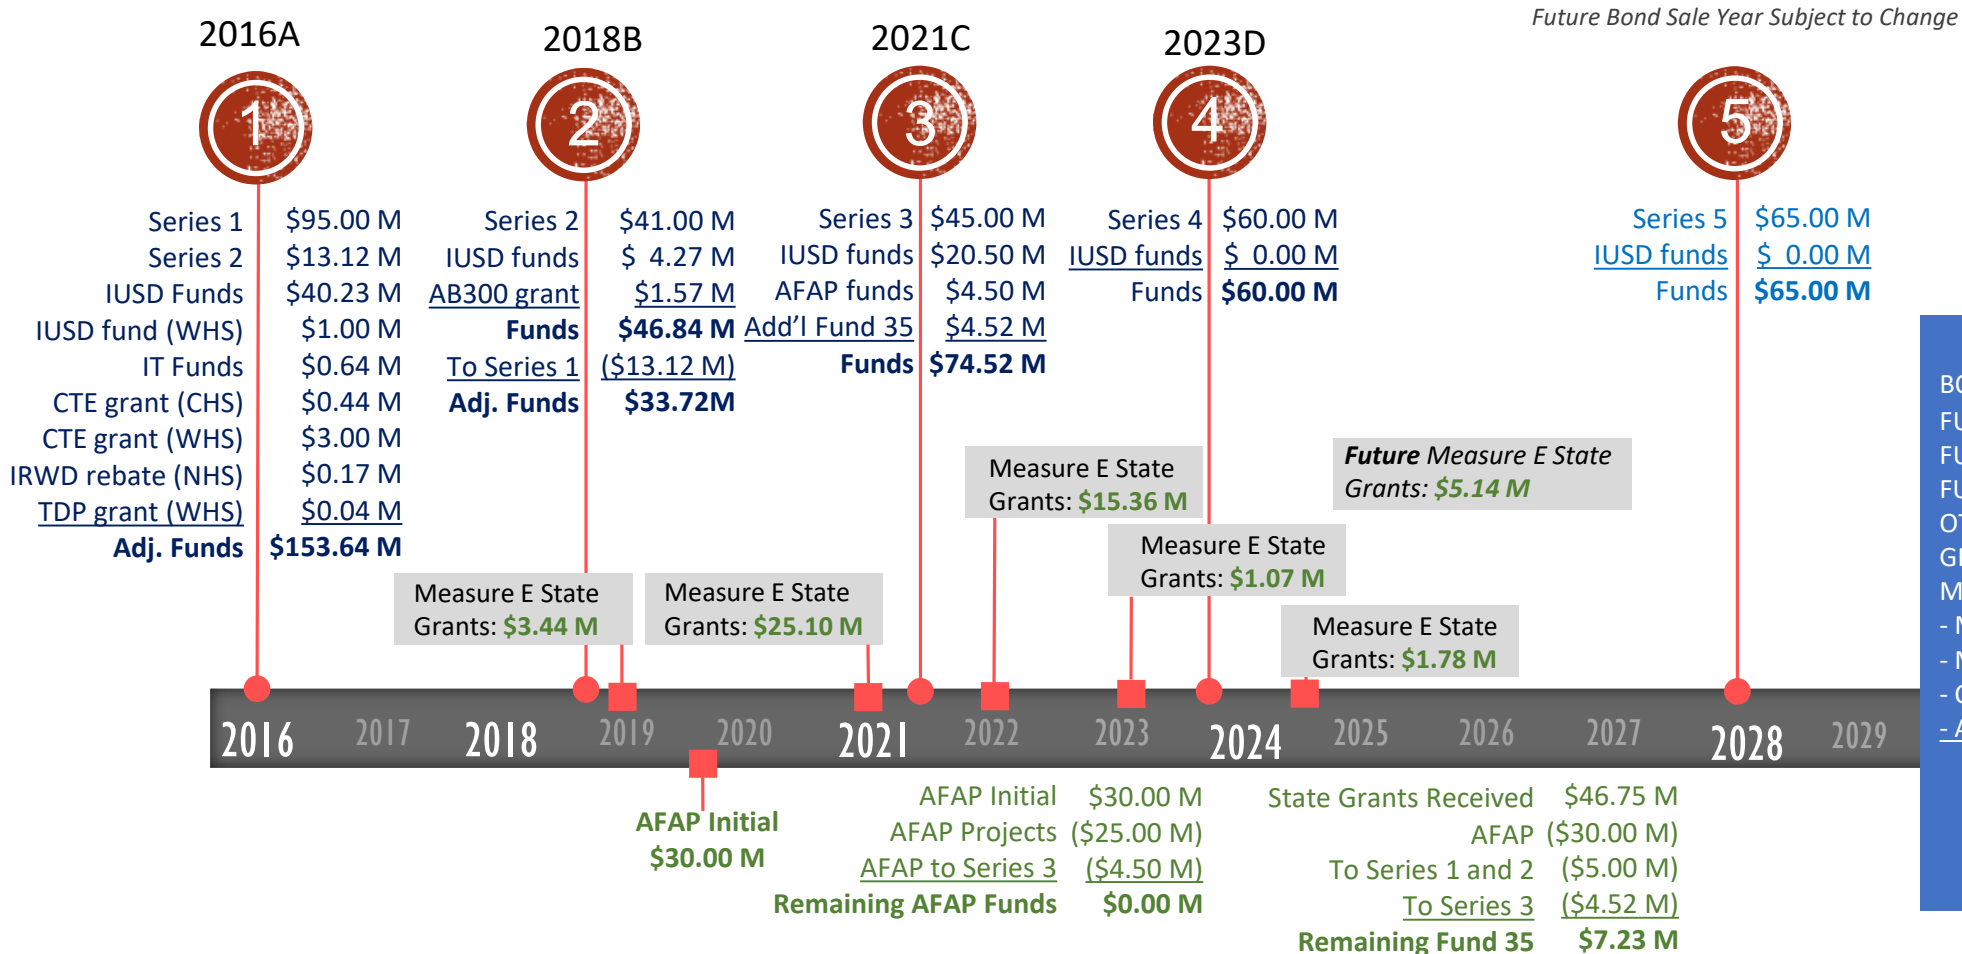 Future Bond Sale Year Subject to Change
2016A
2018B
2021C
2023D
1
2
3
4
5
Series 1 $95.00 M
Series 2 $13.12 M
IUSD Funds $40.23 M
IUSD fund (WHS) $1.00 M
IT Funds $0.64 M
CTE grant (CHS) $0.44 M
CTE grant (WHS) $3.00 M
IRWD rebate (NHS) $0.17 M
TDP grant (WHS) $0.04 M
Adj. Funds $153.64 M
Series 2 $41.00 M
IUSD funds $ 4.27 M
AB300 grant $1.57 M
Funds $46.84 M
To Series 1 ($13.12 M)
Adj. Funds $33.72M
Series 3 $45.00 M
IUSD funds $20.50 M
AFAP funds $4.50 M
Add'l Fund 35 $4.52 M
Funds $74.52 M
Series 4 $60.00 M
IUSD funds $ 0.00 M
Funds $60.00 M
Series 5 $65.00 M
IUSD funds $ 0.00 M
Funds $65.00 M
Measure E State
Grants: $3.44 M
Measure E State
Grants: $25.10 M
Measure E State
Grants: $15.36 M
Measure E State
Grants: $1.07 M
Future Measure E State
Grants: $5.14 M
Measure E State
Grants: $1.78 M
2016 2017 2018 2019 2020 2021 2022 2023 2024 2025 2026 2027 2028 2029
AFAP Initial
$30.00 M
AFAP Initial $30.00 M
AFAP Projects ($25.00 M)
AFAP to Series 3 ($4.50 M)
Remaining AFAP Funds $0.00 M
State Grants Received $46.75 M
AFAP ($30.00 M)
To Series 1 and 2 ($5.00 M)
To Series 3 ($4.52 M)
Remaining Fund 35 $7.23 M